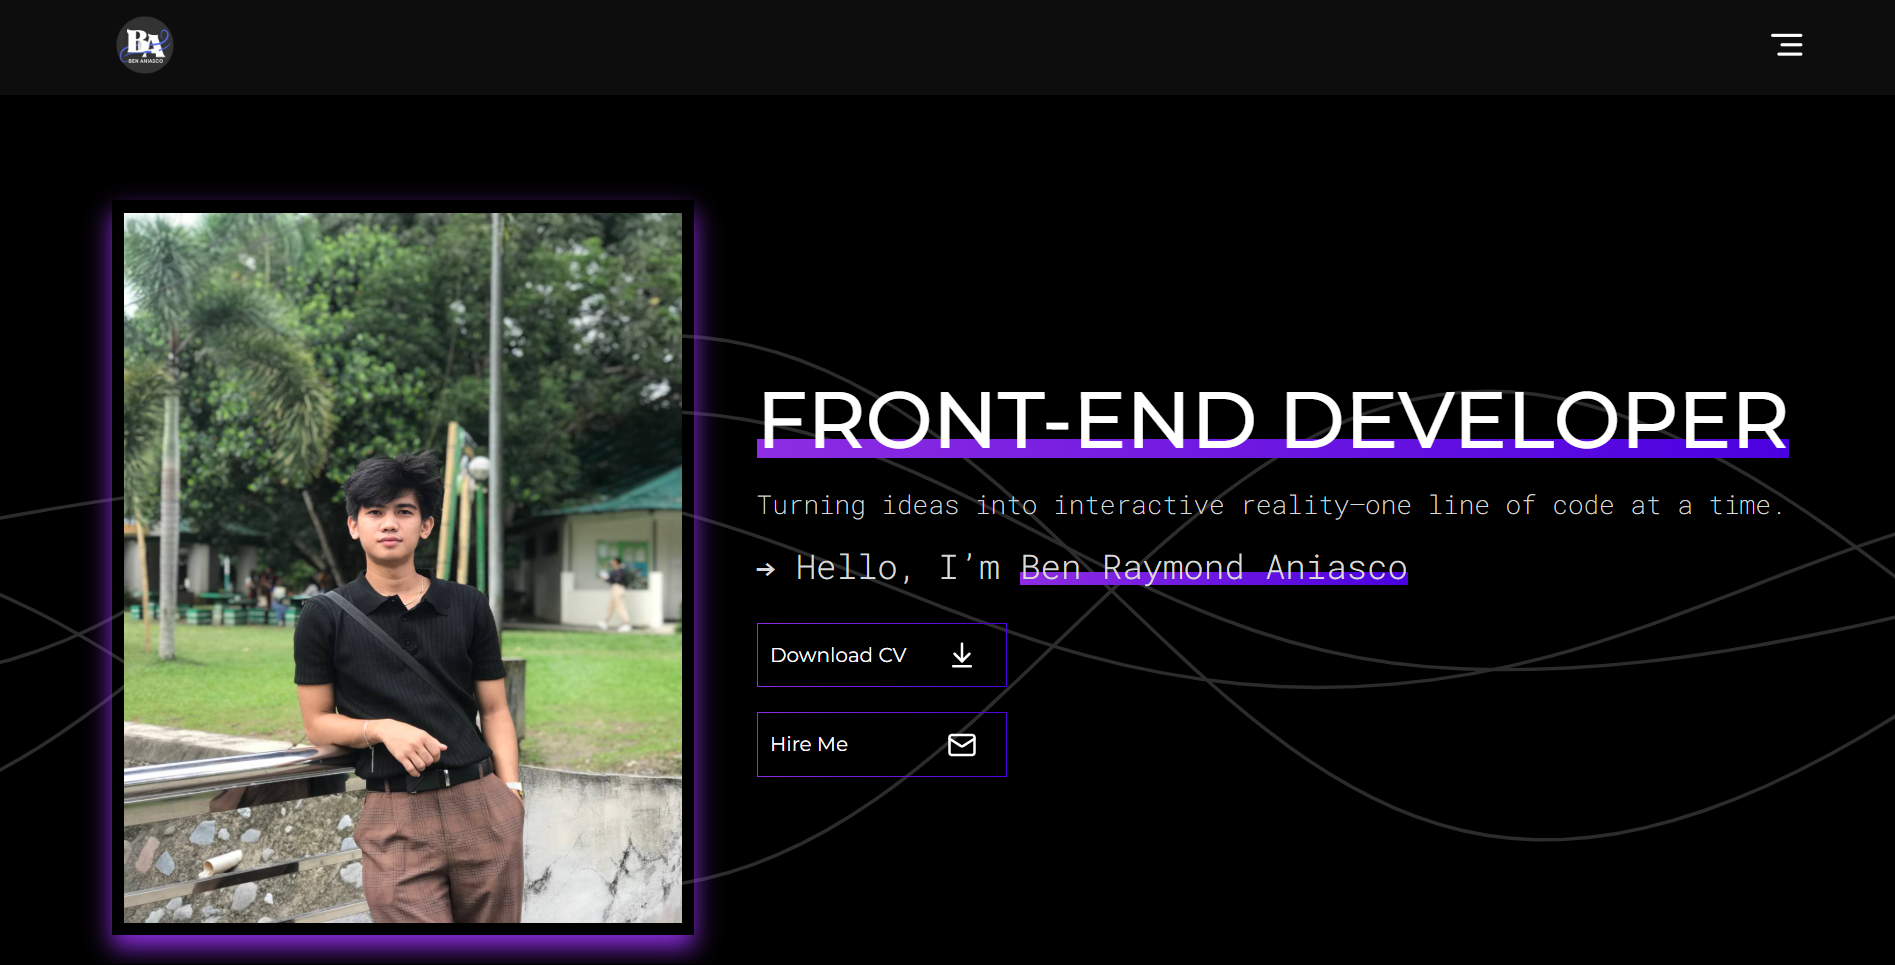 BA
BEN ANIASCO
FRONT-END DEVELOPER
Turning ideas into interactive reality—one line of code at a time.
→ Hello, I’m Ben Raymond Aniasco
Download CV
Hire Me